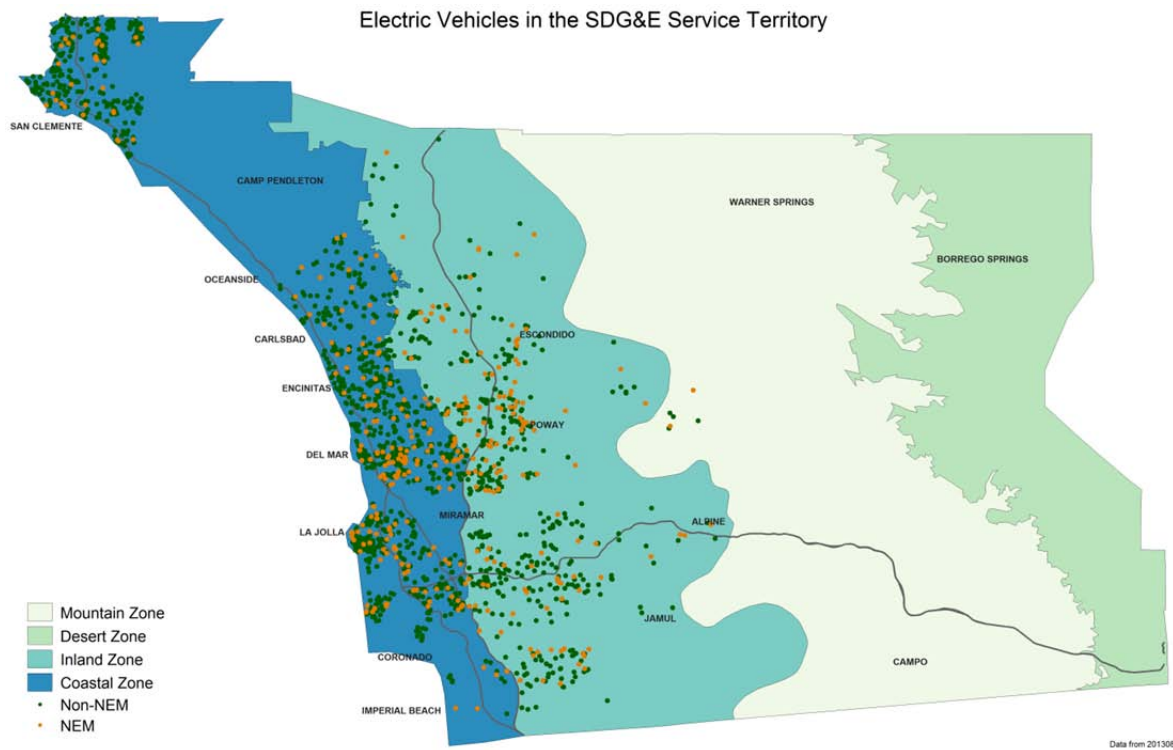 Electric Vehicles in the SDG&E Service Territory
SAN CLEMENTE
CAMP PENDLETON
WARNER SPRINGS
BORREGO SPRINGS
OCEANSIDE
CARLSBAD
ESCONDIDO
ENCINITAS
POWAY
DEL MAR
MIRAMAR
ALPINE
LA JOLLA
JAMUL
CORONADO
CAMPO
IMPERIAL BEACH
Mountain Zone
Desert Zone
Inland Zone
Coastal Zone
Non-NEM
NEM
Data from